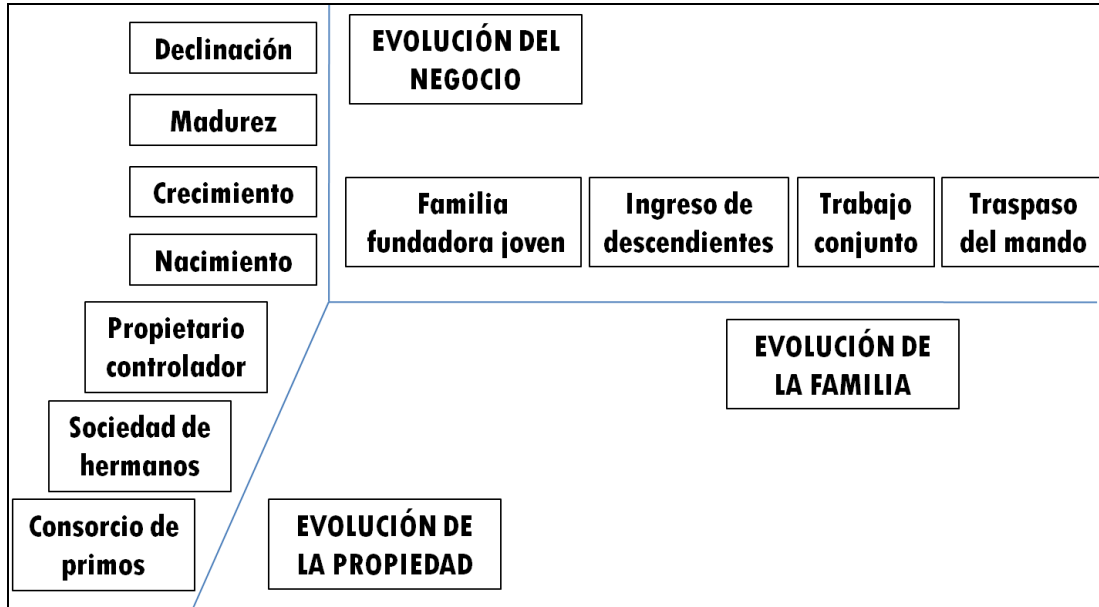 Declinación
EVOLUCIÓN DEL
NEGOCIO
Madurez
Crecimiento
Nacimiento
Familia
fundadora joven
Ingreso de
descendientes
Trabajo
conjunto
Traspaso
del mando
Propietario
controlador
EVOLUCIÓN DE
LA FAMILIA
Sociedad de
hermanos
Consorcio de
primos
EVOLUCIÓN DE
LA PROPIEDAD